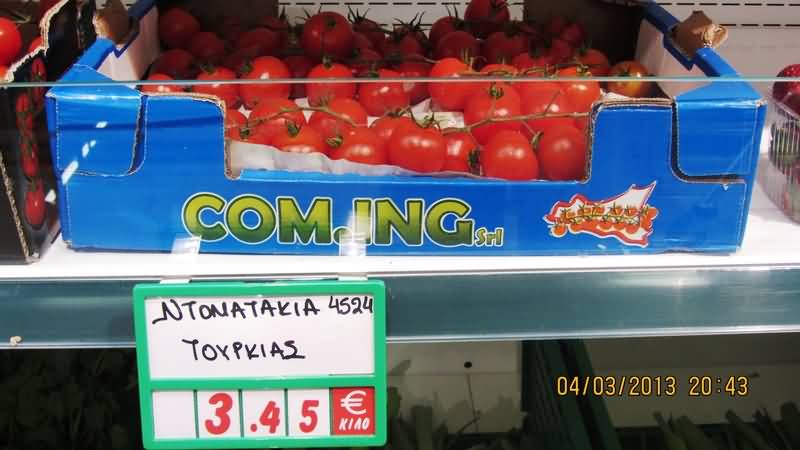 COM.ING Srl
ΝΤΟΜΑΤΑΚΙΑ 4524
ΤΟΥΡΚΙΑΣ
3.45 € ΚΙΛΟ
04/03/2013 20:43